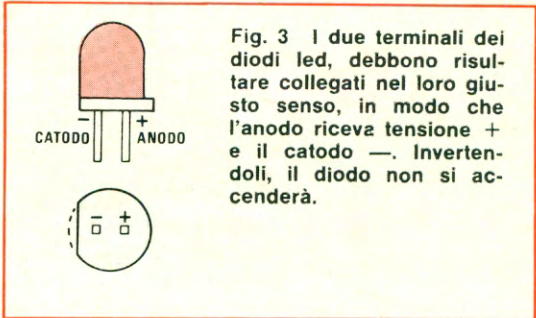 Fig. 3 I due terminali dei
diodi led, debbono risul-
tare collegati nel loro giu-
sto senso, in modo che
l'anodo riceva tensione +
e il catodo —. Inverten-
doli, il diodo non si ac-
cenderà.
- +
CATODO ANODO
- +